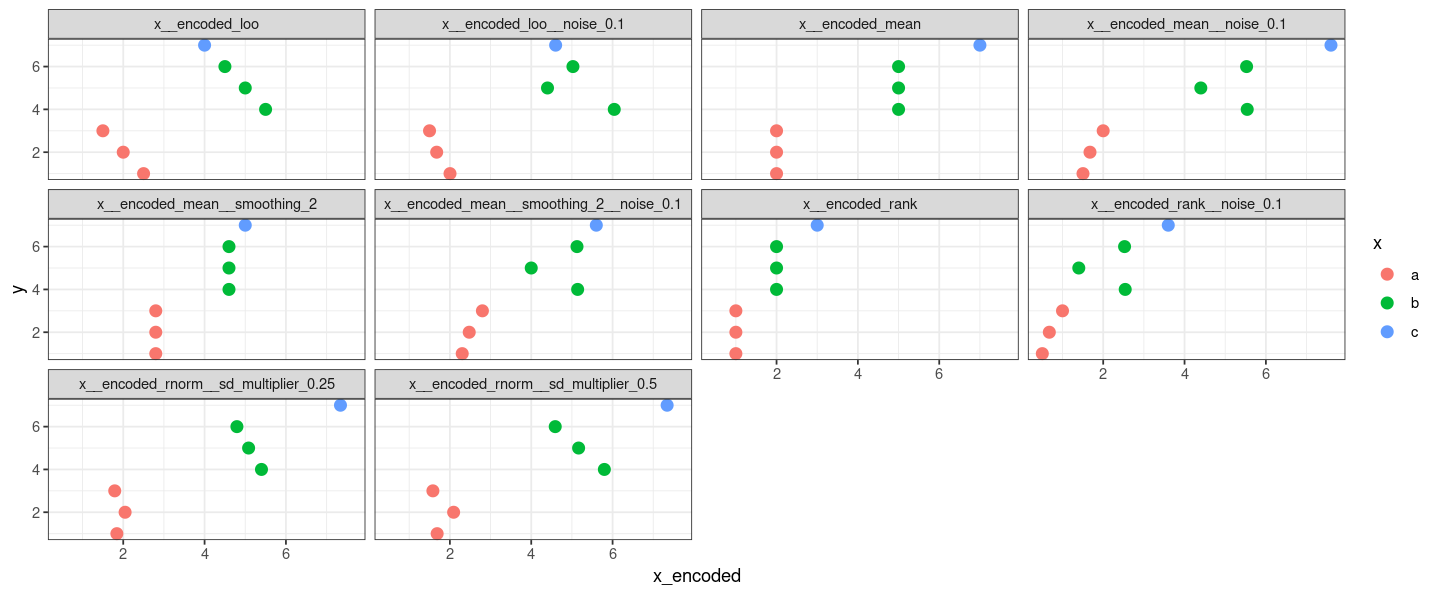 x__encoded_loo
x__encoded_loo__noise_0.1
x__encoded_mean
x__encoded_mean__noise_0.1
6
4
2
x__encoded_mean__smoothing_2
x__encoded_mean__smoothing_2__noise_0.1
x__encoded_rank
x__encoded_rank__noise_0.1
6
4
2
2 4 6
2 4 6
x__encoded_rnorm__sd_multiplier_0.25
x__encoded_rnorm__sd_multiplier_0.5
6
4
2
2 4 6
2 4 6
x_encoded
y
x
a
b
c